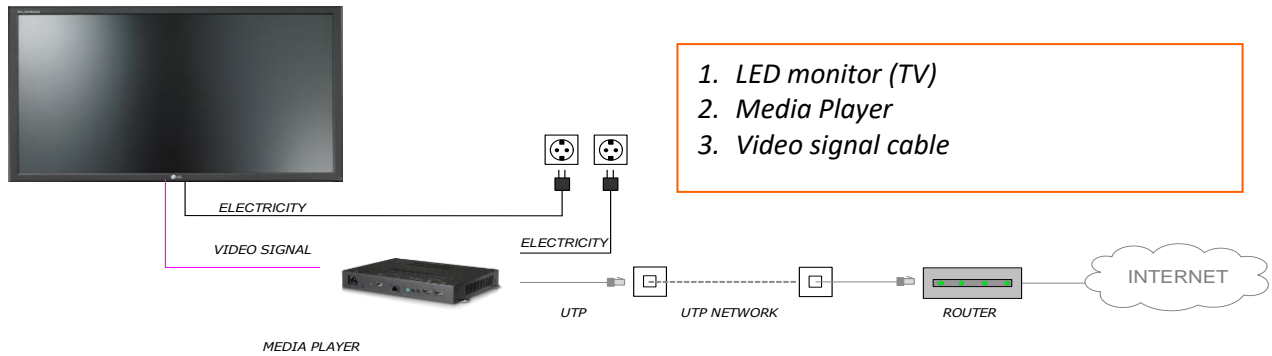 1. LED monitor (TV)
2. Media Player
3. Video signal cable
ELECTRICITY
VIDEO SIGNAL
ELECTRICITY
INTERNET
UTP
UTP NETWORK
ROUTER
MEDIA PLAYER